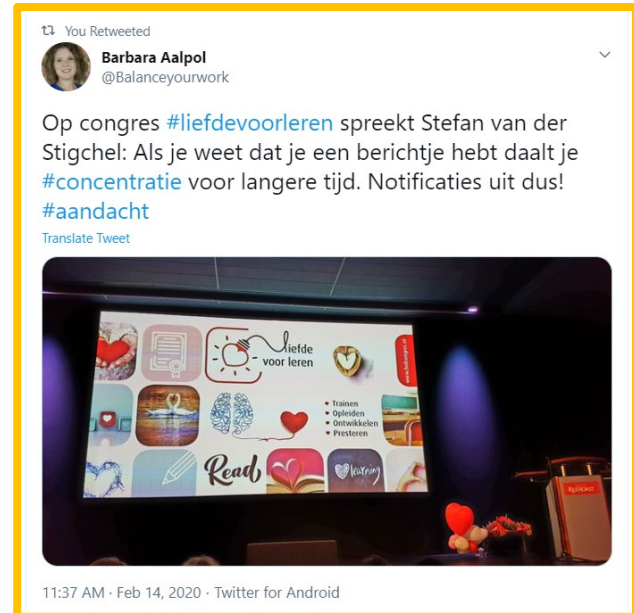 You Retweeted
Barbara Aalpol
@Balanceyourwork
Op congres #liefdevoorleren spreekt Stefan van der
Stigchel: Als je weet dat je een berichtje hebt daalt je
#concentratie voor langere tijd. Notificaties uit dus!
#aandacht
Translate Tweet
liefde
voor leren
• Trainen
• Opleiden
• Ontwikkelen
• Presteren
Read
learning
11:37 AM · Feb 14, 2020 · Twitter for Android